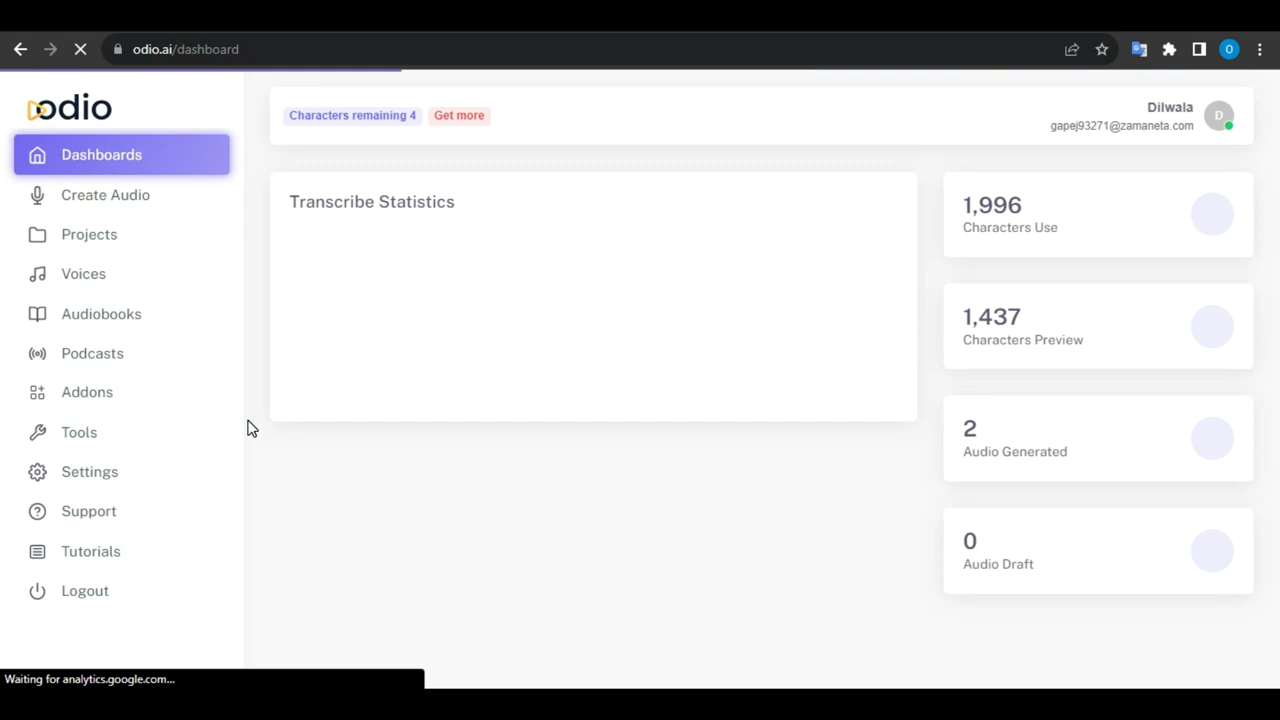 odio.ai/dashboard
O
odio
Characters remaining 4 Get more
Dilwala
gapej93271@zamaneta.com
D
Dashboards
Create Audio
Projects
Voices
Audiobooks
Podcasts
Addons
Tools
Settings
Support
Tutorials
Logout
Transcribe Statistics
1,996
Characters Use
1,437
Characters Preview
2
Audio Generated
0
Audio Draft
Waiting for analytics.google.com...